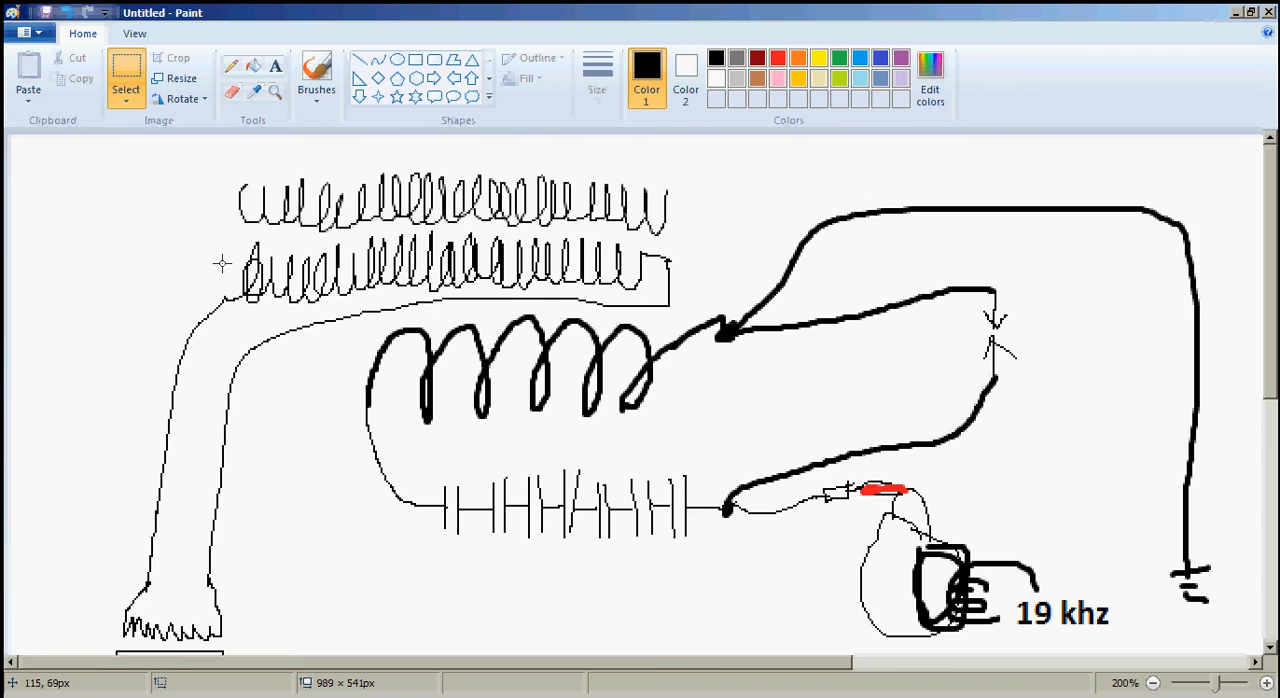 Untitled - Paint
Home View
Paste
Cut
Copy
Clipboard
Select
Crop
Resize
Rotate
Image
A
Tools
Brushes
Outline
Fill
Shapes
Size
Color 1
Color 2
Edit colors
Colors
19 khz
115, 69px
989 × 541px
200%